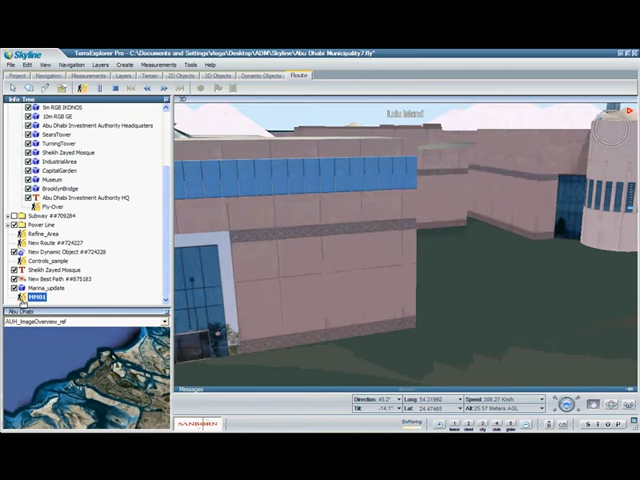 Skyline
TerraExplorer Pro - C:\Documents and Settings\vlega\Desktop\ADM\Skyline\Abu Dhabi Municipality7.fly*
File Edit View Navigation Layers Measurements Tools Help
Project Navigation Measurements Layers Terrain 2D Objects 3D Objects Dynamic Objects Route
Info Tree
3D
5m RGB IKONOS
10m RGB GE
Abu Dhabi Investment Authority Headquaters
SearsTower
TurningTower
Sheikh Zayed Mosque
IndustrialArea
CapitalGarden
Museum
BrooklynBridge
Abu Dhabi Investment Authority HQ
Fly-Over
Subway ##709284
Power Line
Refine_Area
New Route ##724227
New Dynamic Object ##724228
Controls_sample
Sheikh Zayed Mosque
New Best Path ##875183
Marina_update
MM01
Lulu Island
Abu Dhabi
AUH_ImageOverview_ref
Messages
Direction: 45.2° Long: 54.31992 Speed: 306.27 Km/h
Tilt: -14.1° Lat: 24.47485 Alt: 25.57 Meters AGL
SANBORN
Buffering
S T O P